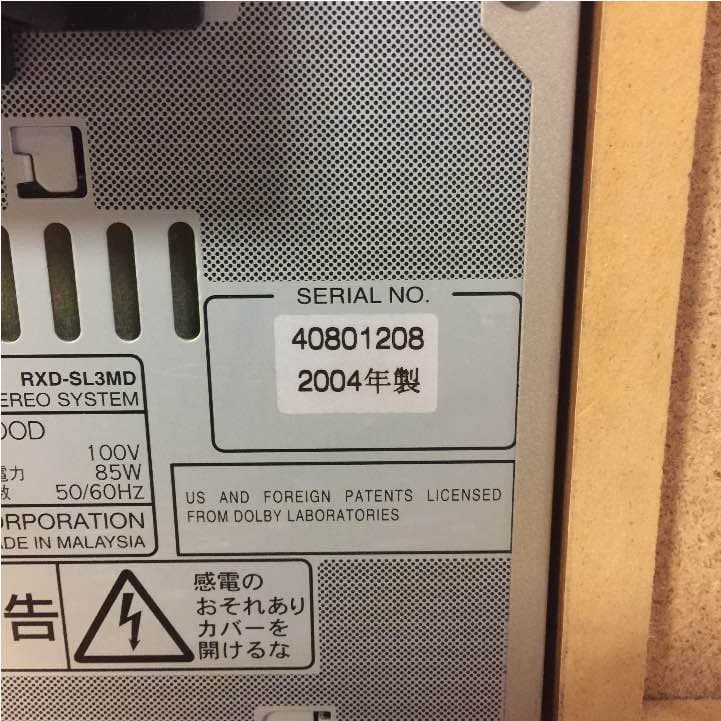 SERIAL NO.
40801208
2004年製
RXD-SL3MD
EREO SYSTEM
OOD
100V
電力 85W
数 50/60Hz
ORPORATION
ADE IN MALAYSIA
US AND FOREIGN PATENTS LICENSED
FROM DOLBY LABORATORIES
告
感電の
おそれあり
カバーを
開けるな